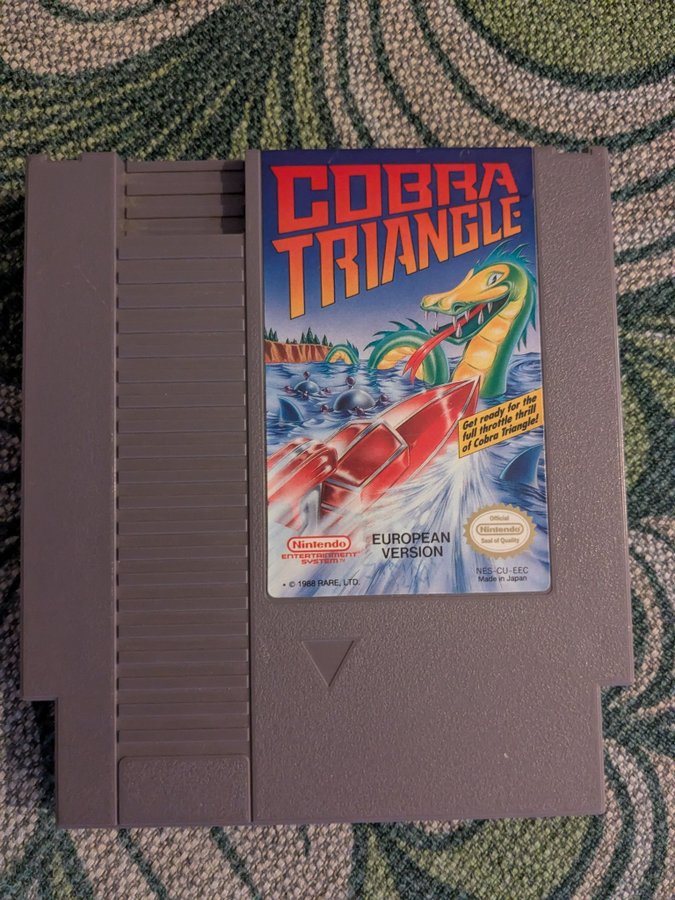 COBRA
TRIANGLE
Get ready for the
full throttle thrill
of Cobra Triangle!
Nintendo
ENTERTAINMENT
SYSTEM™
EUROPEAN
VERSION
Official
Nintendo
Seal of Quality
NES-CU-EEC
Made in Japan
• © 1988 RARE, LTD.